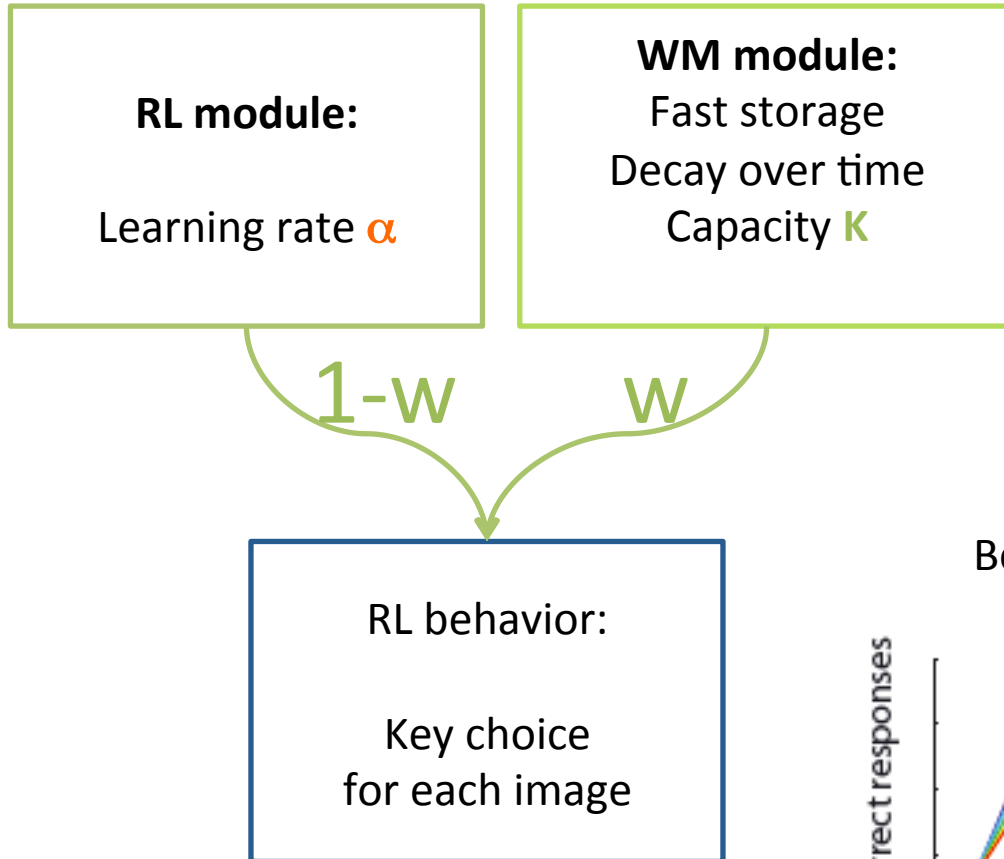 RL module:
Learning rate α
WM module:
Fast storage
Decay over time
Capacity K
1-w
w
RL behavior:
Key choice
for each image
responses